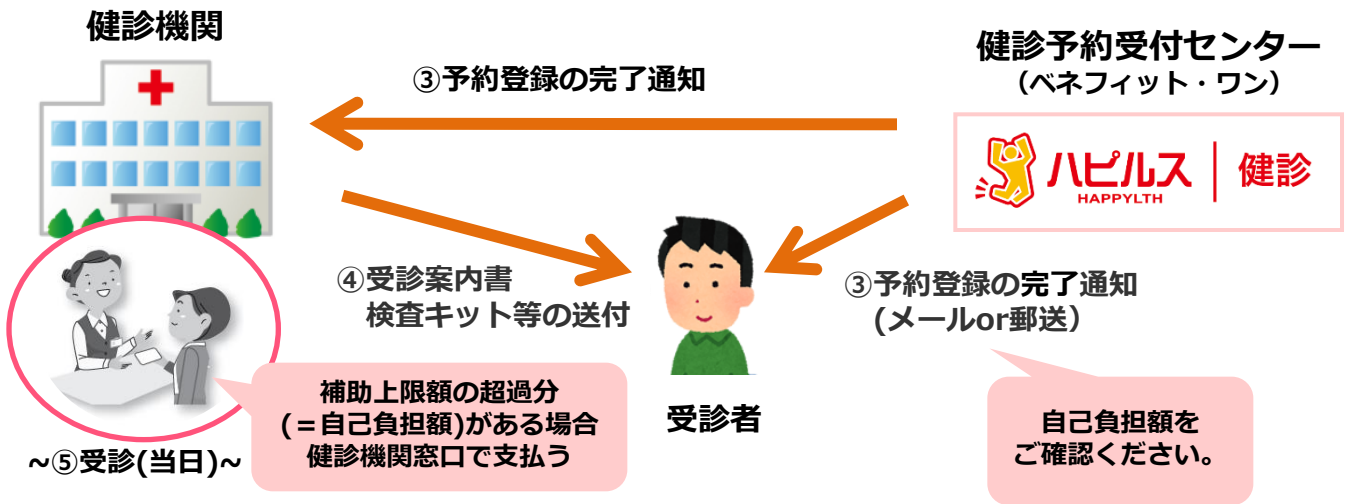 健診機関
健診予約受付センター
（ベネフィット・ワン）
③予約登録の完了通知
ハピルス
HAPPYLTH
健診
④受診案内書
検査キット等の送付
③予約登録の完了通知
(メールor郵送）
補助上限額の超過分
(＝自己負担額)がある場合
健診機関窓口で支払う
受診者
自己負担額を
ご確認ください。
~⑤受診(当日)~